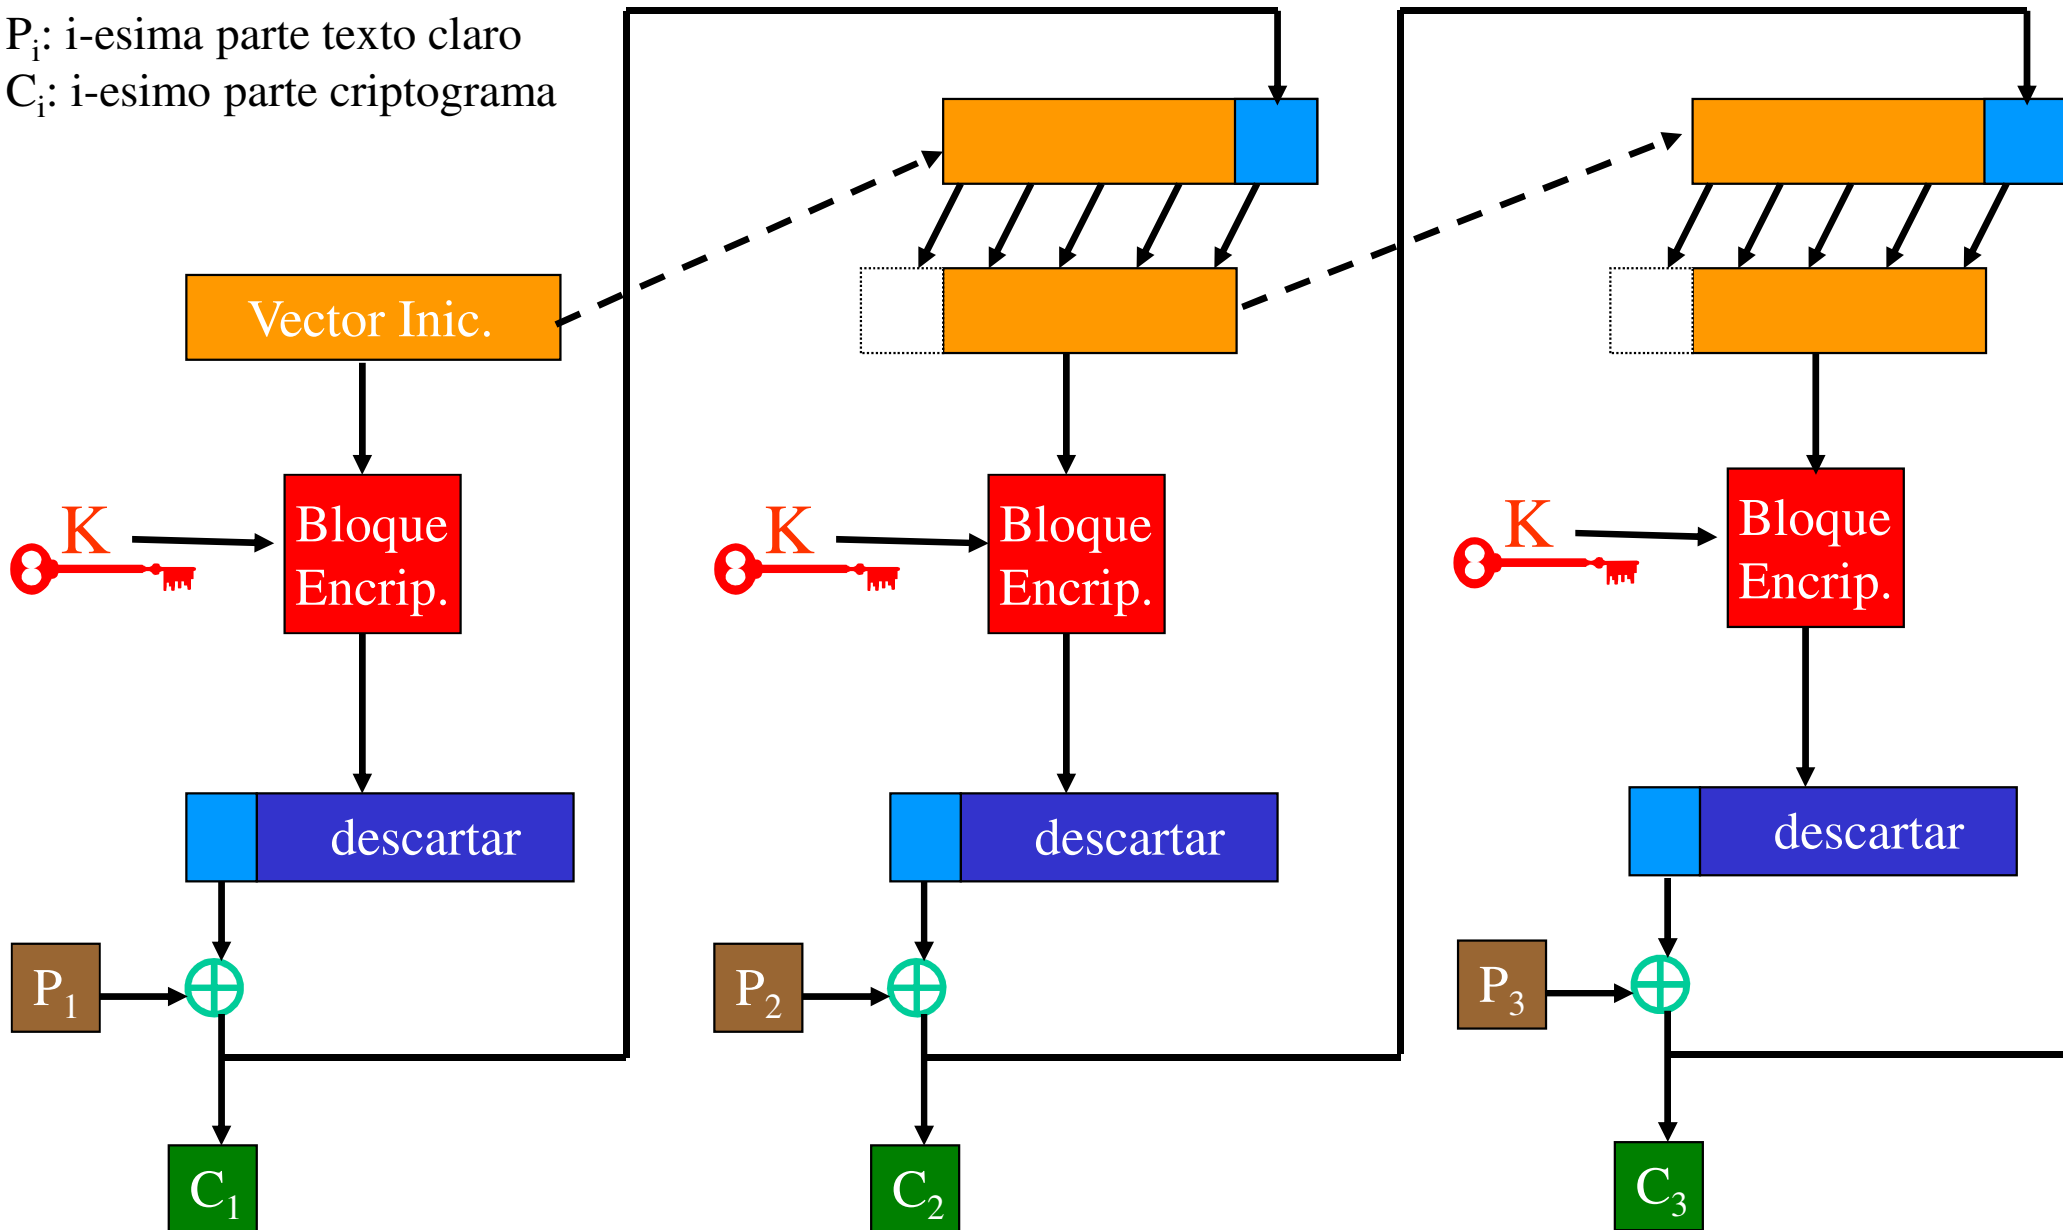 Pᵢ: i-esima parte texto claro
Cᵢ: i-esimo parte criptograma
Vector Inic.
K
Bloque
Encrip.
K
Bloque
Encrip.
K
Bloque
Encrip.
descartar
descartar
descartar
P₁
P₂
P₃
C₁
C₂
C₃